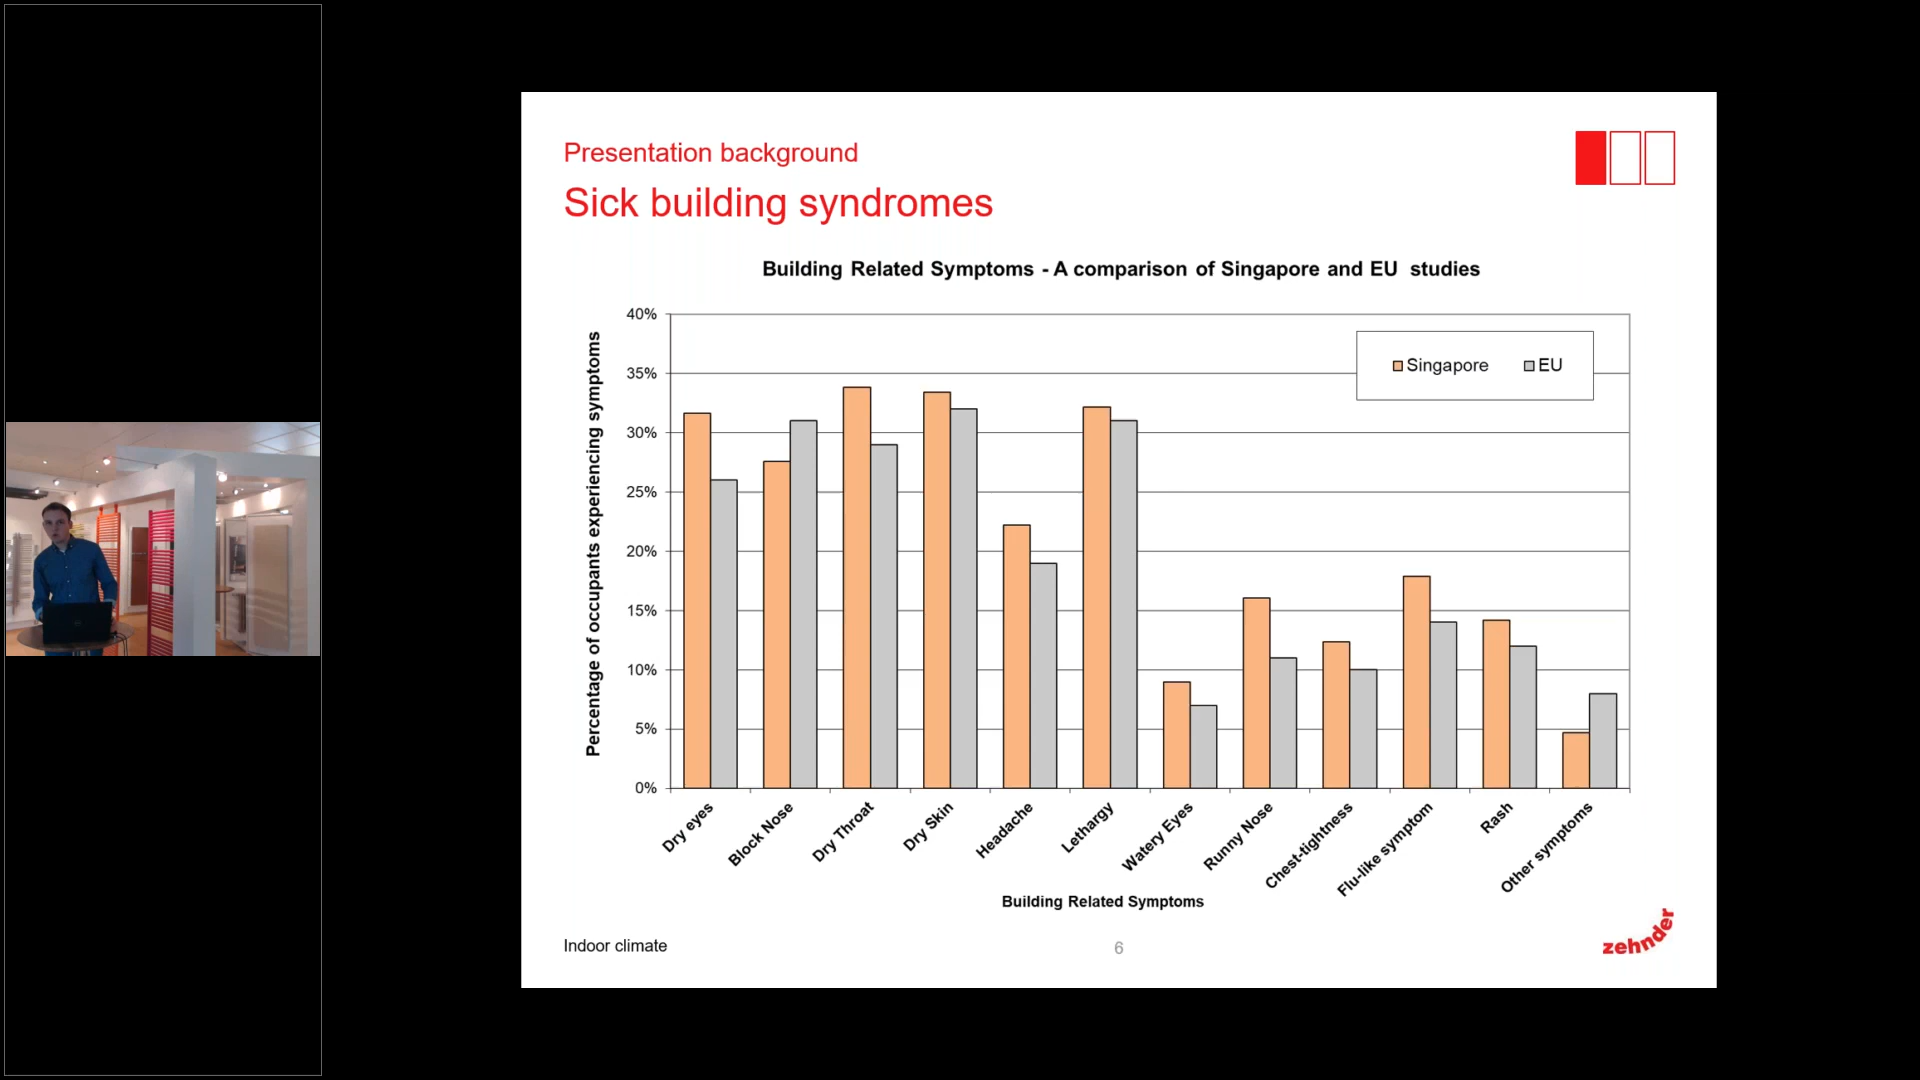 Presentation background
Sick building syndromes
Building Related Symptoms - A comparison of Singapore and EU studies
Percentage of occupants experiencing symptoms
40%
35%
30%
25%
20%
15%
10%
5%
0%
Singapore EU
Dry eyes
Block Nose
Dry Throat
Dry Skin
Headache
Lethargy
Watery Eyes
Runny Nose
Chest-tightness
Flu-like symptom
Rash
Other symptoms
Building Related Symptoms
Indoor climate
6
zehnder